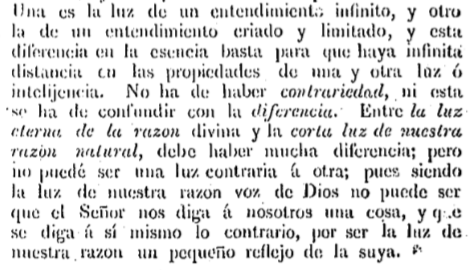 Una es la luz de un entendimiento infinito, y otro
la de un entendimiento criado y limitado, y esta
diferencia en la esencia basta para que haya infinita
distancia en las propiedades de una y otra luz ó
intelijencia. No ha de haber contrariedad, ni esta
se ha de confundir con la diferencia. Entre la luz
eterna de la razon divina y la corta luz de nuestra
razon natural, debe haber mucha diferencia; pero
no puede ser una luz contraria á otra; pues siendo
la luz de nuestra razon voz de Dios no puede ser
que el Señor nos diga á nosotros una cosa, y que
se diga á sí mismo lo contrario, por ser la luz de
nuestra razon un pequeño reflejo de la suya.